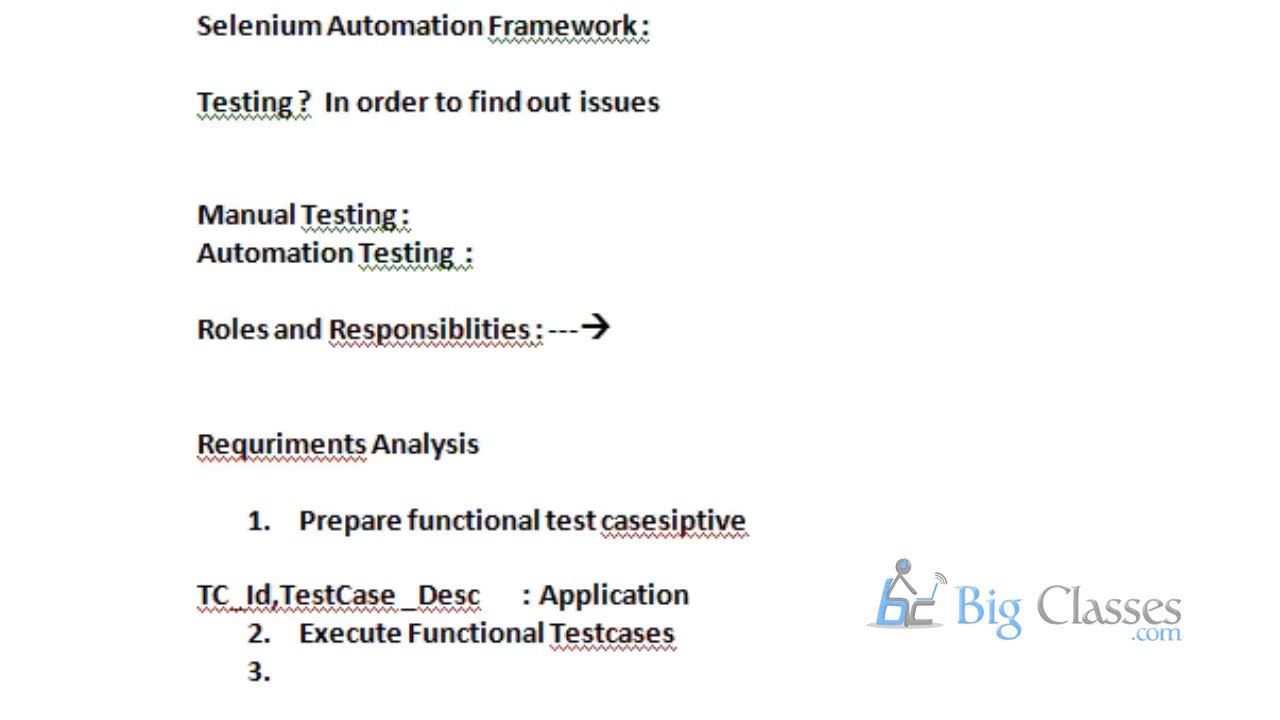 Selenium Automation Framework :
Testing ? In order to find out issues
Manual Testing :
Automation Testing :
Roles and Responsiblities : ---→
Requriments Analysis
1. Prepare functional test casesiptive
TC_Id,TestCase _Desc : Application
2. Execute Functional Testcases
3.
bc Big Classes
.com